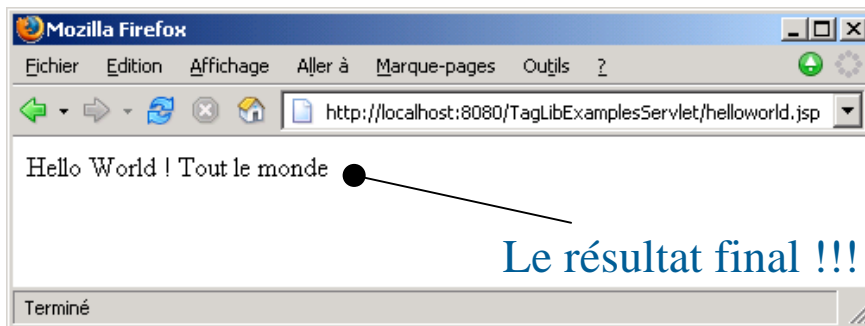 Mozilla Firefox
Fichier Edition Affichage Aller à Marque-pages Outils ?
http://localhost:8080/TagLibExamplesServlet/helloworld.jsp
Hello World ! Tout le monde
Le résultat final !!!
Terminé